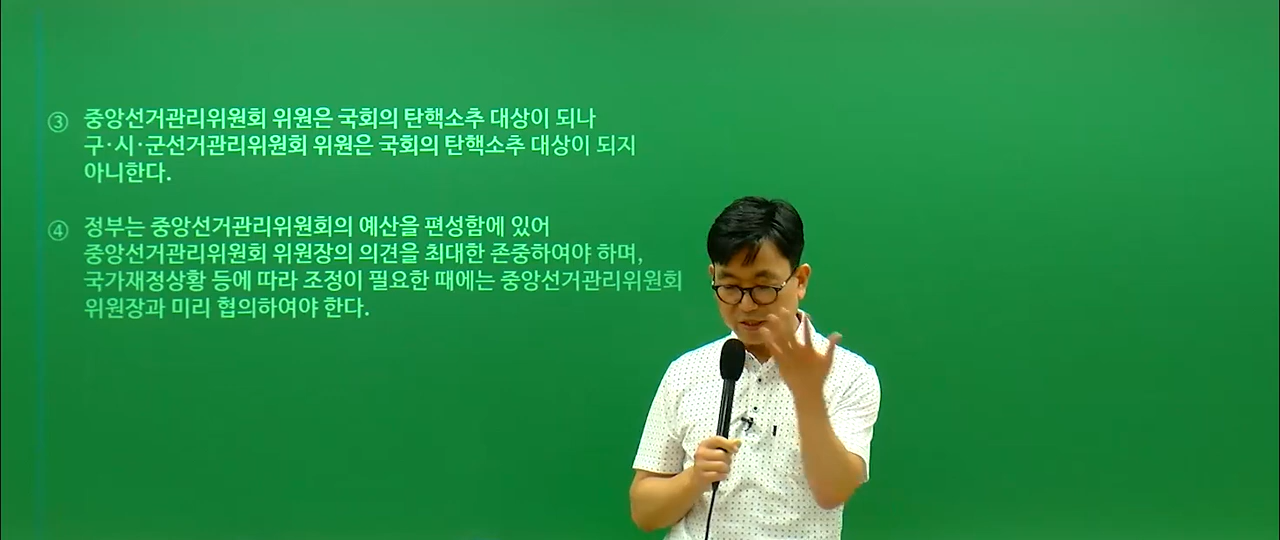 ③ 중앙선거관리위원회 위원은 국회의 탄핵소추 대상이 되나
구·시·군선거관리위원회 위원은 국회의 탄핵소추 대상이 되지
아니한다.
④ 정부는 중앙선거관리위원회의 예산을 편성함에 있어
중앙선거관리위원회 위원장의 의견을 최대한 존중하여야 하며,
국가재정상황 등에 따라 조정이 필요한 때에는 중앙선거관리위원회
위원장과 미리 협의하여야 한다.